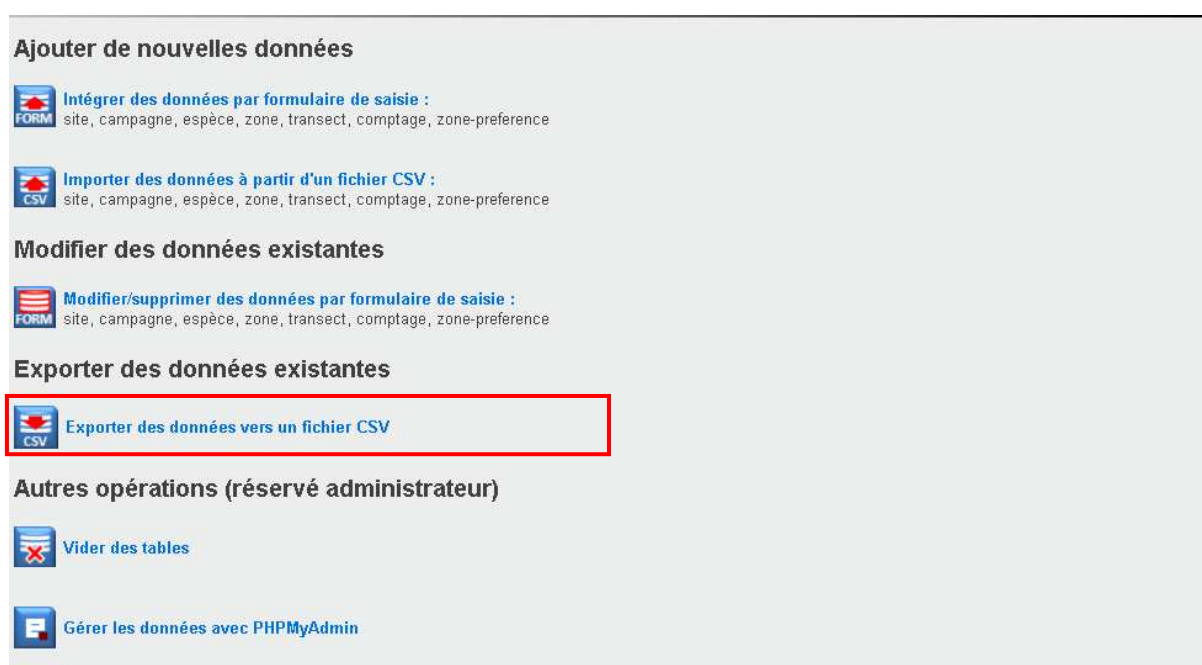 Ajouter de nouvelles données
Intégrer des données par formulaire de saisie :
FORM
site, campagne, espèce, zone, transect, comptage, zone-preference
Importer des données à partir d'un fichier CSV :
CSV
site, campagne, espèce, zone, transect, comptage, zone-preference
Modifier des données existantes
Modifier/supprimer des données par formulaire de saisie :
FORM
site, campagne, espèce, zone, transect, comptage, zone-preference
Exporter des données existantes
Exporter des données vers un fichier CSV
CSV
Autres opérations (réservé administrateur)
Vider des tables
Gérer les données avec PHPMyAdmin